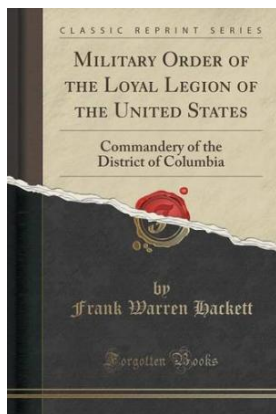 CLASSIC REPRINT SERIES
MILITARY ORDER OF
THE LOYAL LEGION OF
THE UNITED STATES
Commandery of the
District of Columbia
by
Frank Warren Hackett
Forgotten Books